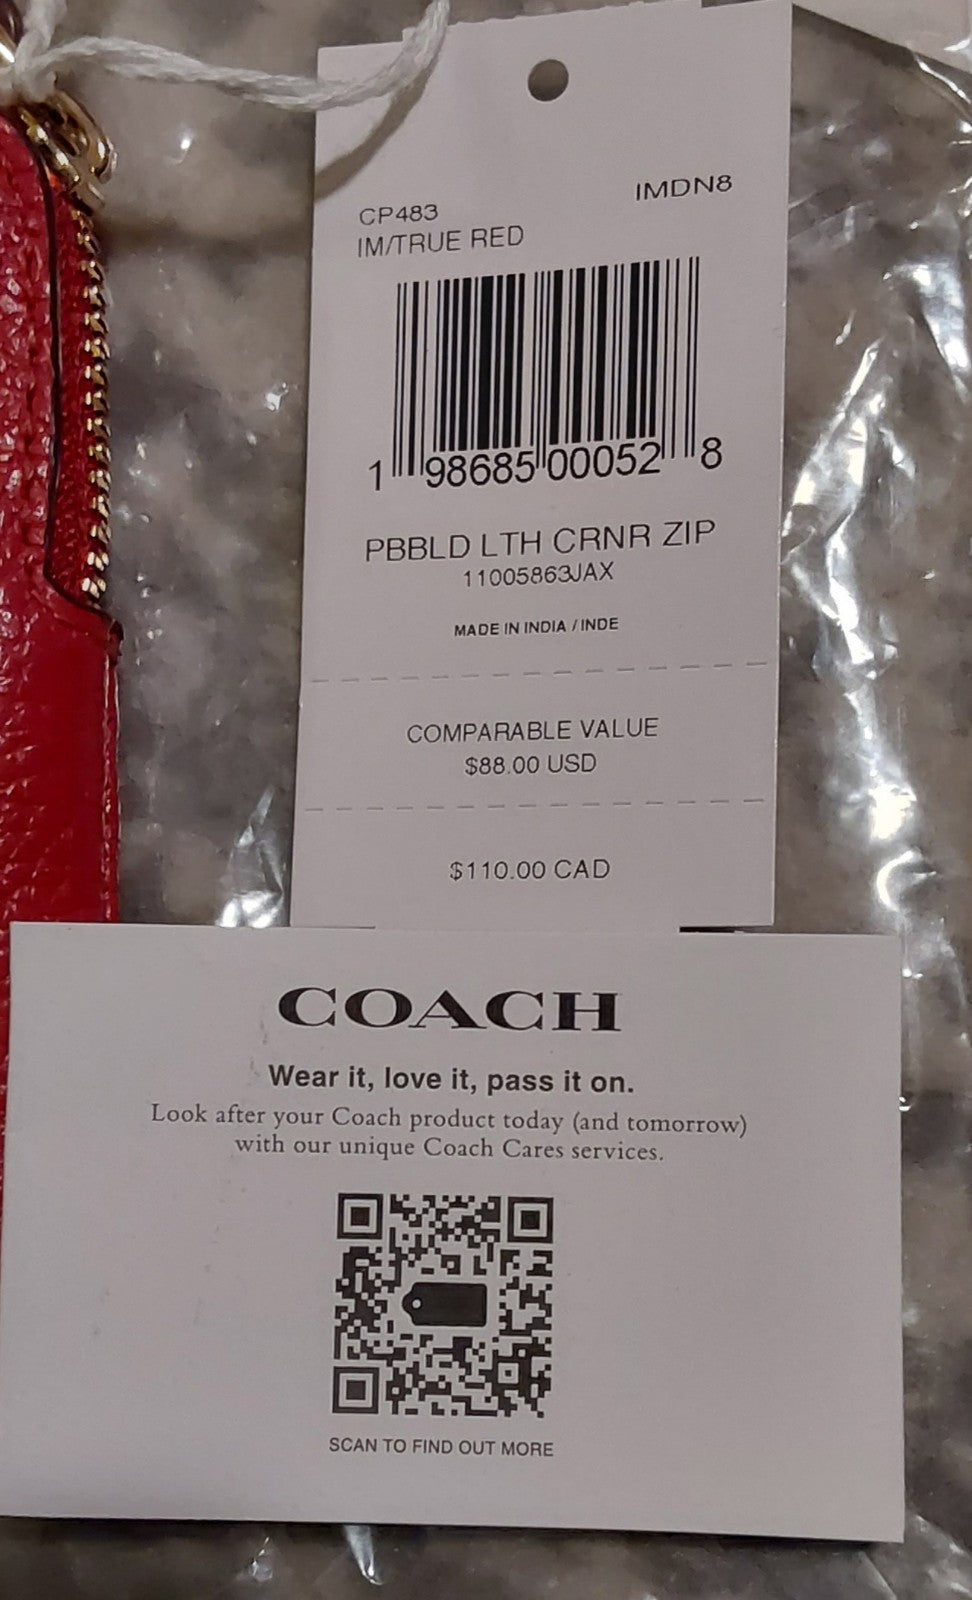 IMDN8
CP483
IM/TRUE RED
1 98685 00052 8
PBBLD LTH CRNR ZIP
11005863JAX
MADE IN INDIA / INDE
COMPARABLE VALUE
$88.00 USD
$110.00 CAD
COACH
Wear it, love it, pass it on.
Look after your Coach product today (and tomorrow)
with our unique Coach Cares services.
SCAN TO FIND OUT MORE